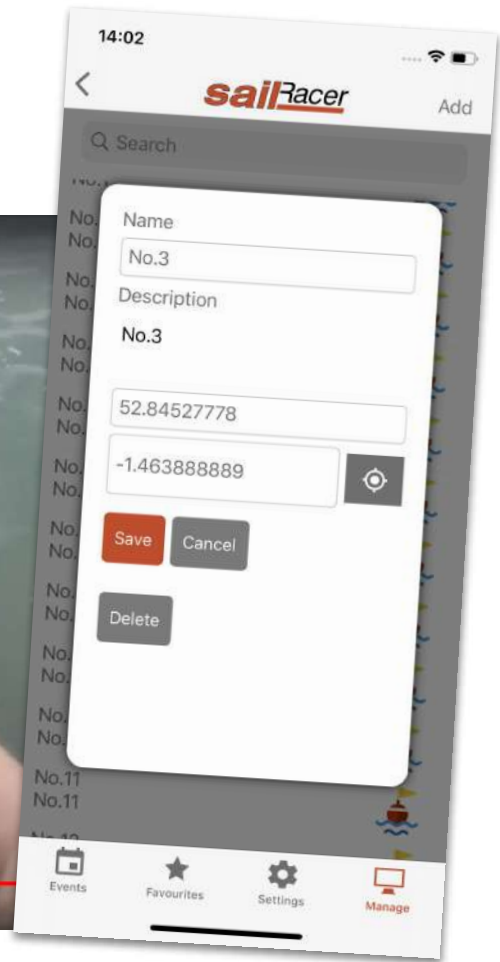 14:02
sailRacer
Add
Search
Name
No.3
Description
No.3
52.84527778
-1.463888889
Save Cancel
Delete
No.11
No.11
Events Favourites Settings Manage